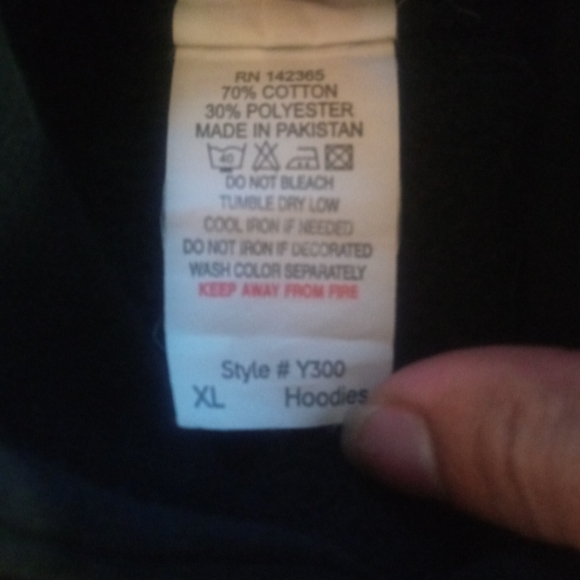 RN 142365
70% COTTON
30% POLYESTER
MADE IN PAKISTAN
40
DO NOT BLEACH
TUMBLE DRY LOW
COOL IRON IF NEEDED
DO NOT IRON IF DECORATED
WASH COLOR SEPARATELY
KEEP AWAY FROM FIRE
Style # Y300
XL Hoodies